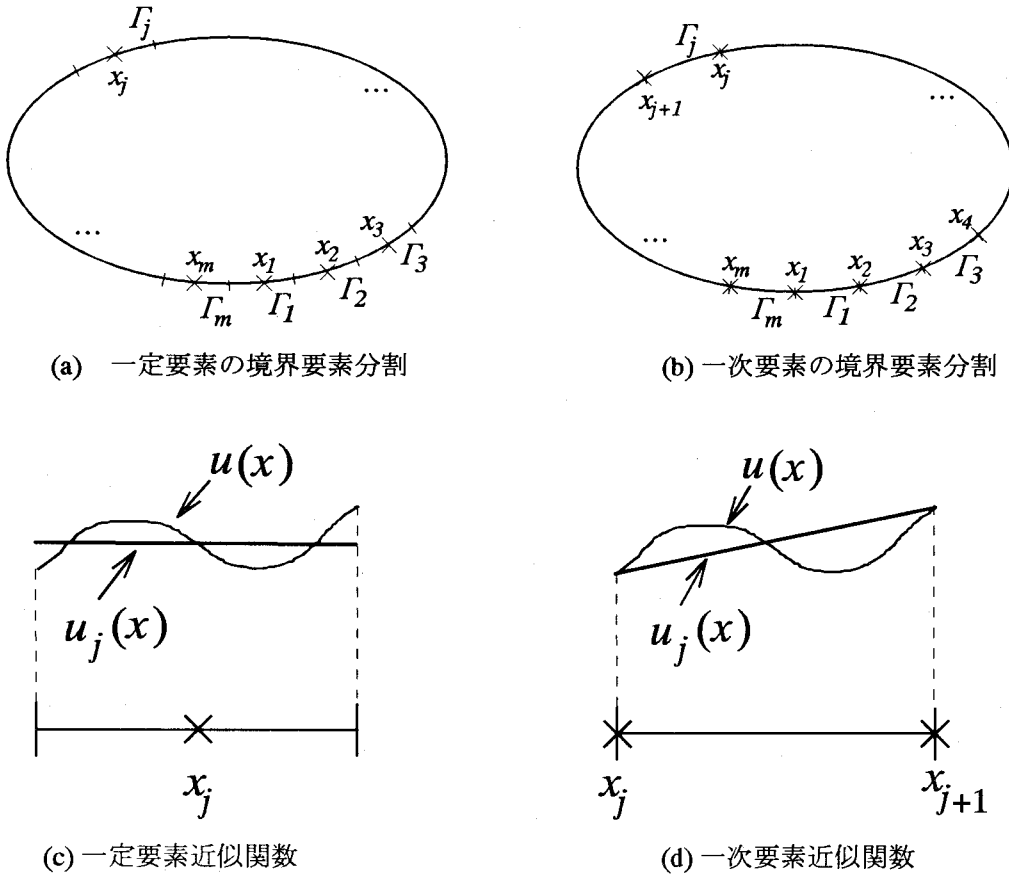 Γj
xj
…
…
xm
x1
x2
x3
Γm
Γ1
Γ2
Γ3
(a) 一定要素の境界要素分割
Γj
xj
xj+1
…
…
xm
x1
x2
x3
x4
Γm
Γ1
Γ2
Γ3
(b) 一次要素の境界要素分割
u(x)
uj(x)
xj
(c) 一定要素近似関数
u(x)
uj(x)
xj
xj+1
(d) 一次要素近似関数